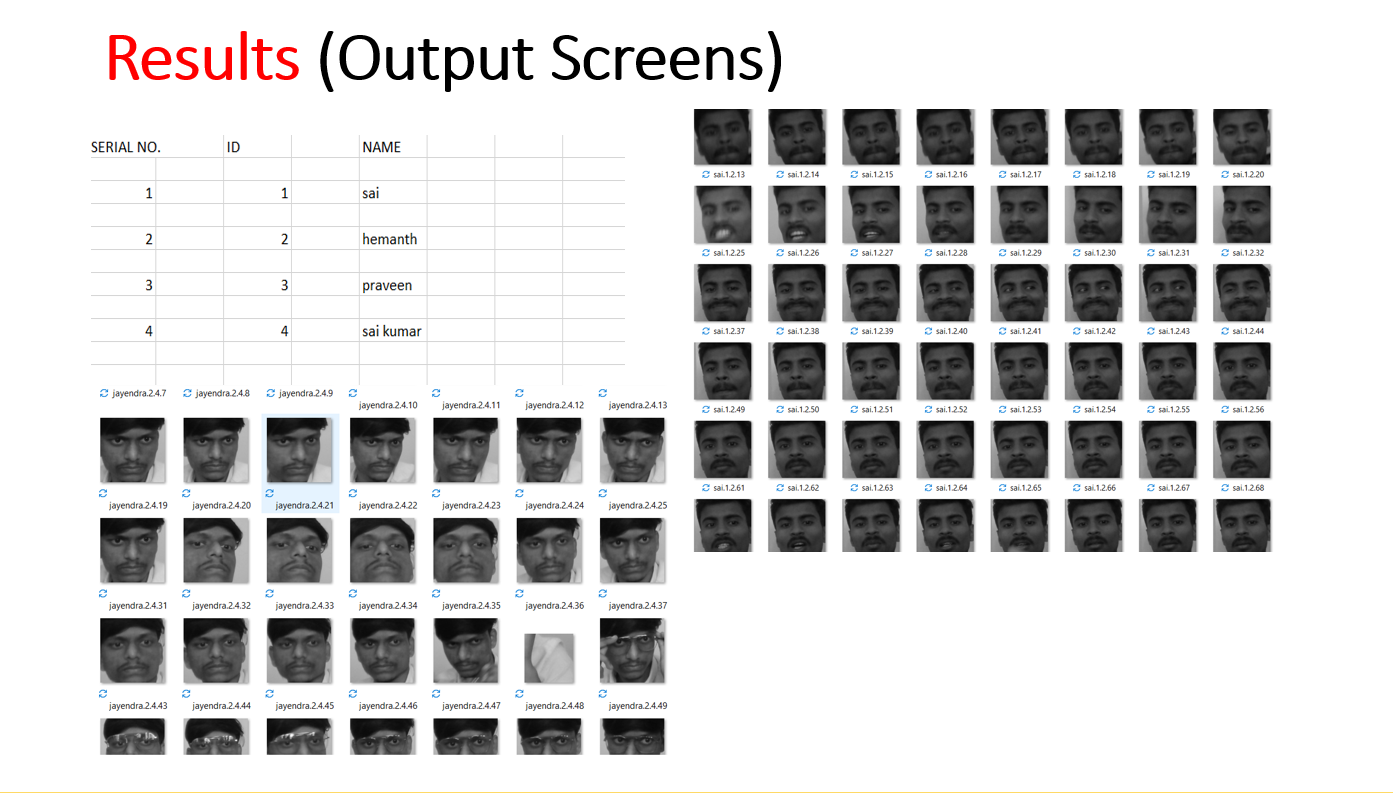 Results (Output Screens)
SERIAL NO. ID NAME
1 1 sai
2 2 hemanth
3 3 praveen
4 4 sai kumar
jayendra.2.4.7 jayendra.2.4.8 jayendra.2.4.9 jayendra.2.4.10 jayendra.2.4.11 jayendra.2.4.12 jayendra.2.4.13
jayendra.2.4.19 jayendra.2.4.20 jayendra.2.4.21 jayendra.2.4.22 jayendra.2.4.23 jayendra.2.4.24 jayendra.2.4.25
jayendra.2.4.31 jayendra.2.4.32 jayendra.2.4.33 jayendra.2.4.34 jayendra.2.4.35 jayendra.2.4.36 jayendra.2.4.37
jayendra.2.4.43 jayendra.2.4.44 jayendra.2.4.45 jayendra.2.4.46 jayendra.2.4.47 jayendra.2.4.48 jayendra.2.4.49
sai.1.2.13 sai.1.2.14 sai.1.2.15 sai.1.2.16 sai.1.2.17 sai.1.2.18 sai.1.2.19 sai.1.2.20
sai.1.2.25 sai.1.2.26 sai.1.2.27 sai.1.2.28 sai.1.2.29 sai.1.2.30 sai.1.2.31 sai.1.2.32
sai.1.2.37 sai.1.2.38 sai.1.2.39 sai.1.2.40 sai.1.2.41 sai.1.2.42 sai.1.2.43 sai.1.2.44
sai.1.2.49 sai.1.2.50 sai.1.2.51 sai.1.2.52 sai.1.2.53 sai.1.2.54 sai.1.2.55 sai.1.2.56
sai.1.2.61 sai.1.2.62 sai.1.2.63 sai.1.2.64 sai.1.2.65 sai.1.2.66 sai.1.2.67 sai.1.2.68